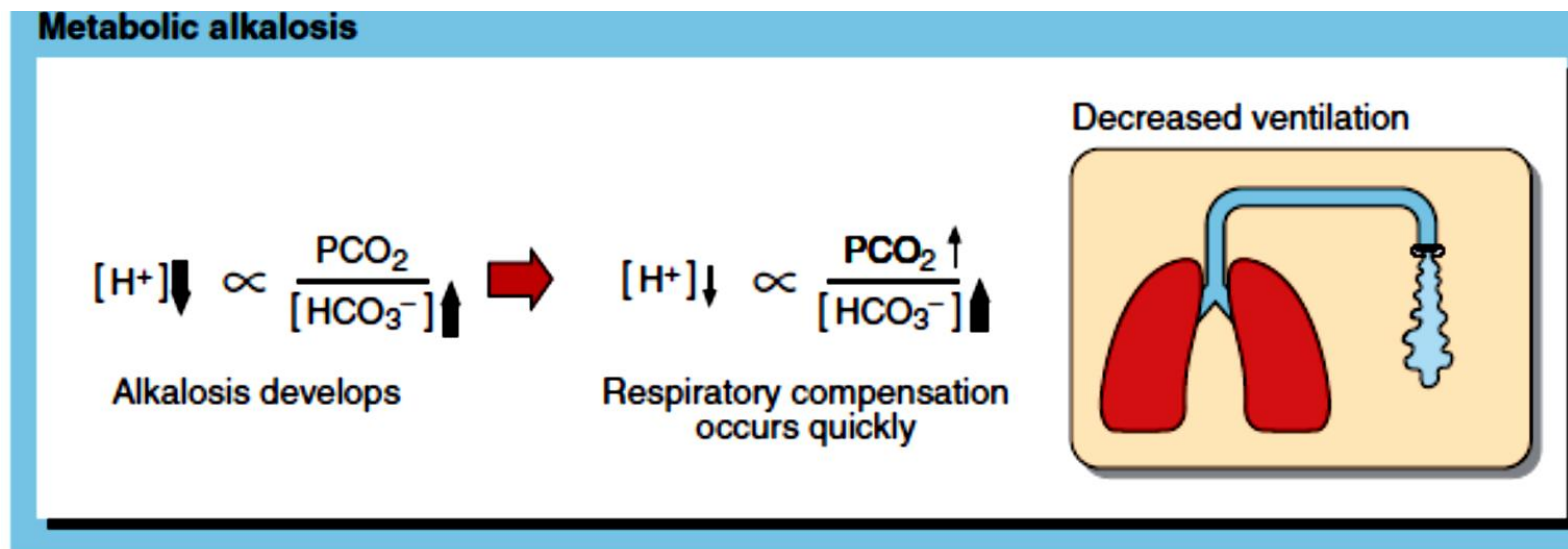 Metabolic alkalosis
Decreased ventilation
[H⁺]⬇ ∝ PCO₂ / [HCO₃⁻]⬆
[H⁺]↓ ∝ PCO₂↑ / [HCO₃⁻]⬆
Alkalosis develops
Respiratory compensation
occurs quickly